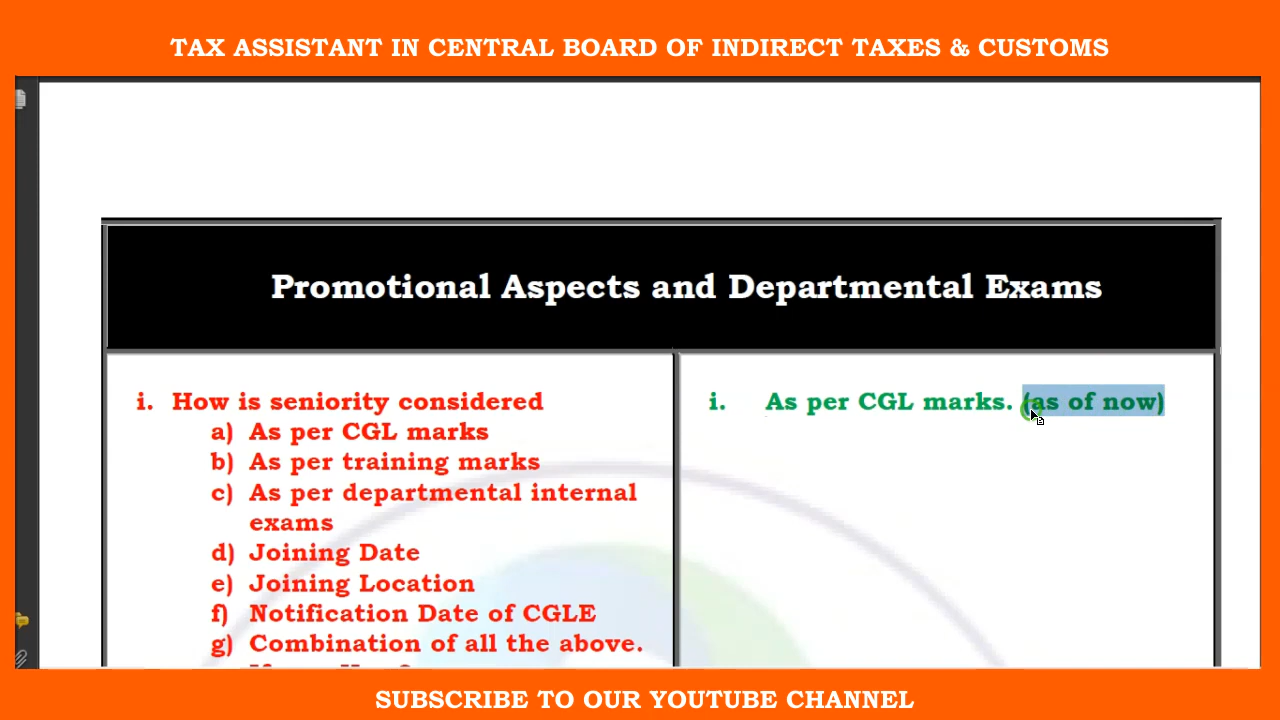 TAX ASSISTANT IN CENTRAL BOARD OF INDIRECT TAXES & CUSTOMS
Promotional Aspects and Departmental Exams
i. How is seniority considered
a) As per CGL marks
b) As per training marks
c) As per departmental internal
exams
d) Joining Date
e) Joining Location
f) Notification Date of CGLE
g) Combination of all the above.
i. As per CGL marks. (as of now)
SUBSCRIBE TO OUR YOUTUBE CHANNEL